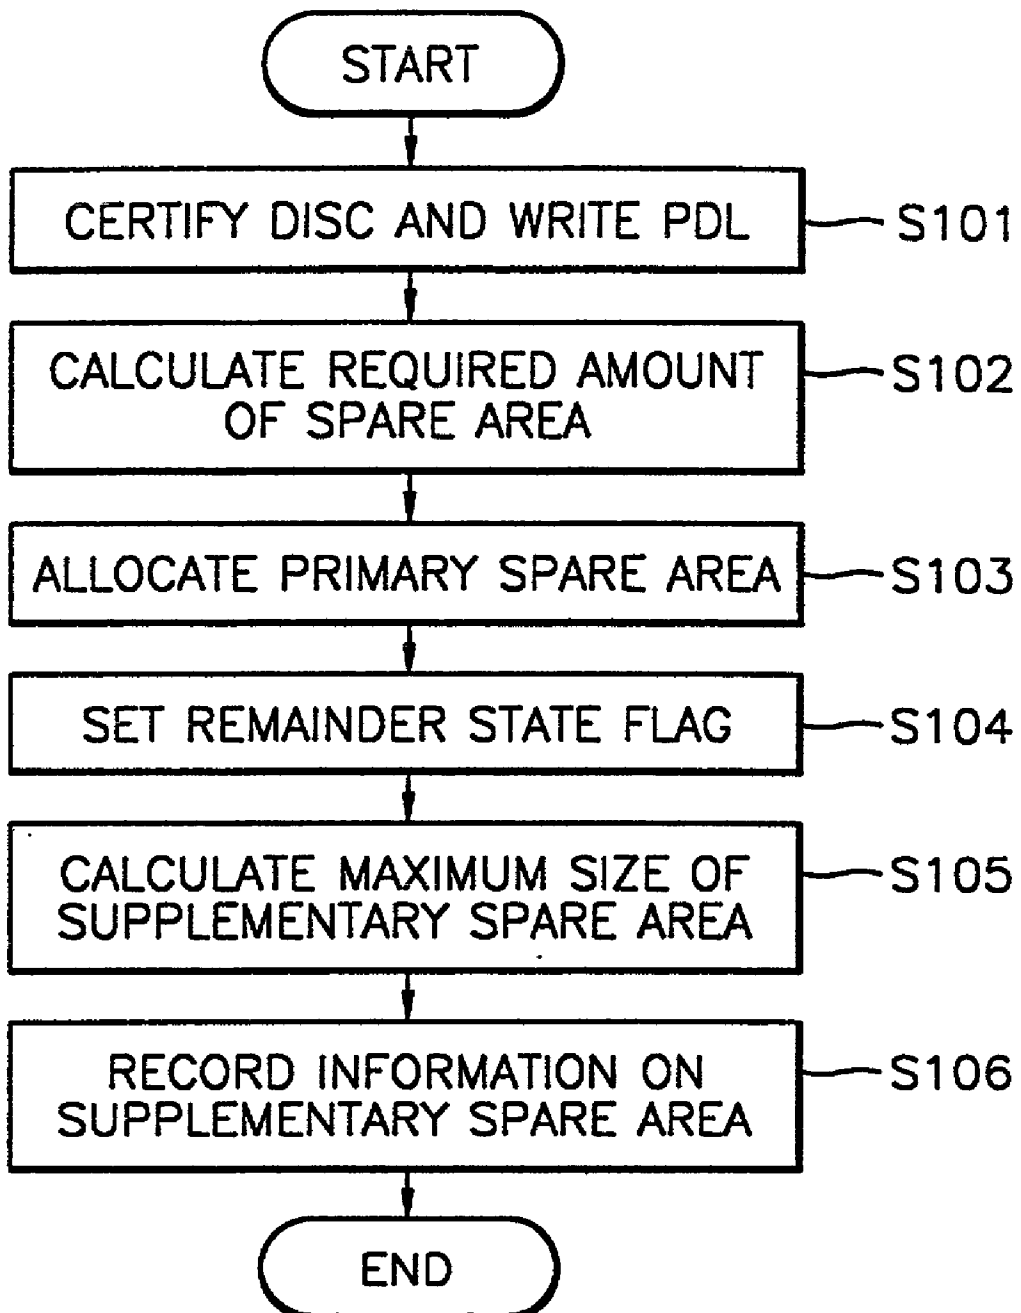 START
CERTIFY DISC AND WRITE PDL
S101
CALCULATE REQUIRED AMOUNT
OF SPARE AREA
S102
ALLOCATE PRIMARY SPARE AREA
S103
SET REMAINDER STATE FLAG
S104
CALCULATE MAXIMUM SIZE OF
SUPPLEMENTARY SPARE AREA
S105
RECORD INFORMATION ON
SUPPLEMENTARY SPARE AREA
S106
END